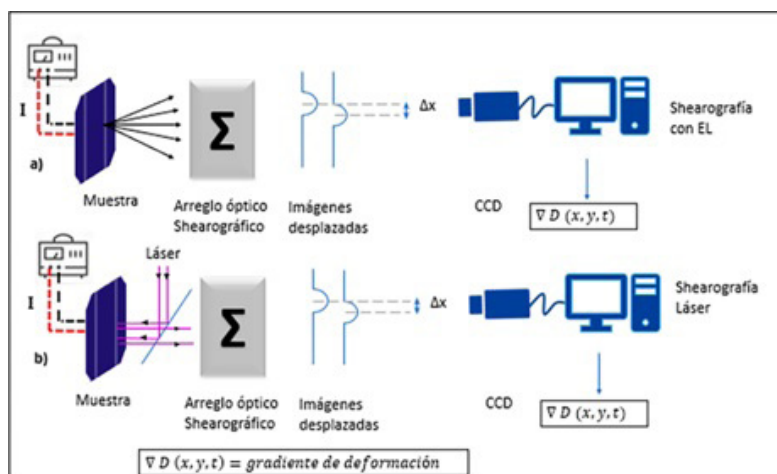 I
a)
Muestra
Σ
Arreglo óptico
Shearográfico
Imágenes
desplazadas
Δx
CCD
Shearografía
con EL
∇ D (x, y, t)
Láser
I
b)
Muestra
Σ
Arreglo óptico
Shearográfico
Imágenes
desplazadas
Δx
CCD
Shearografía
Láser
∇ D (x, y, t)
∇ D (x, y, t) = gradiente de deformación